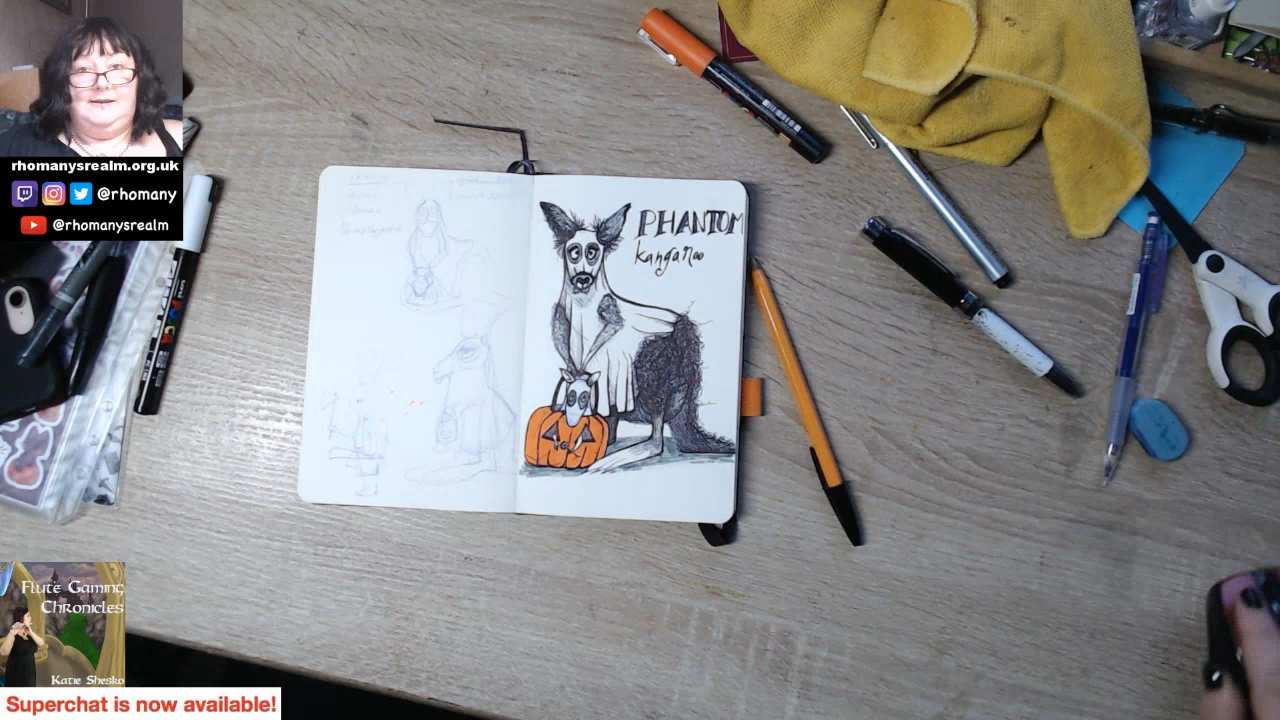 rhomanysrealm.org.uk
@rhomany
@rhomanysrealm
PHANTOM
kangaroo
Flute Gaming
Chronicles
Katie Shesko
Superchat is now available!